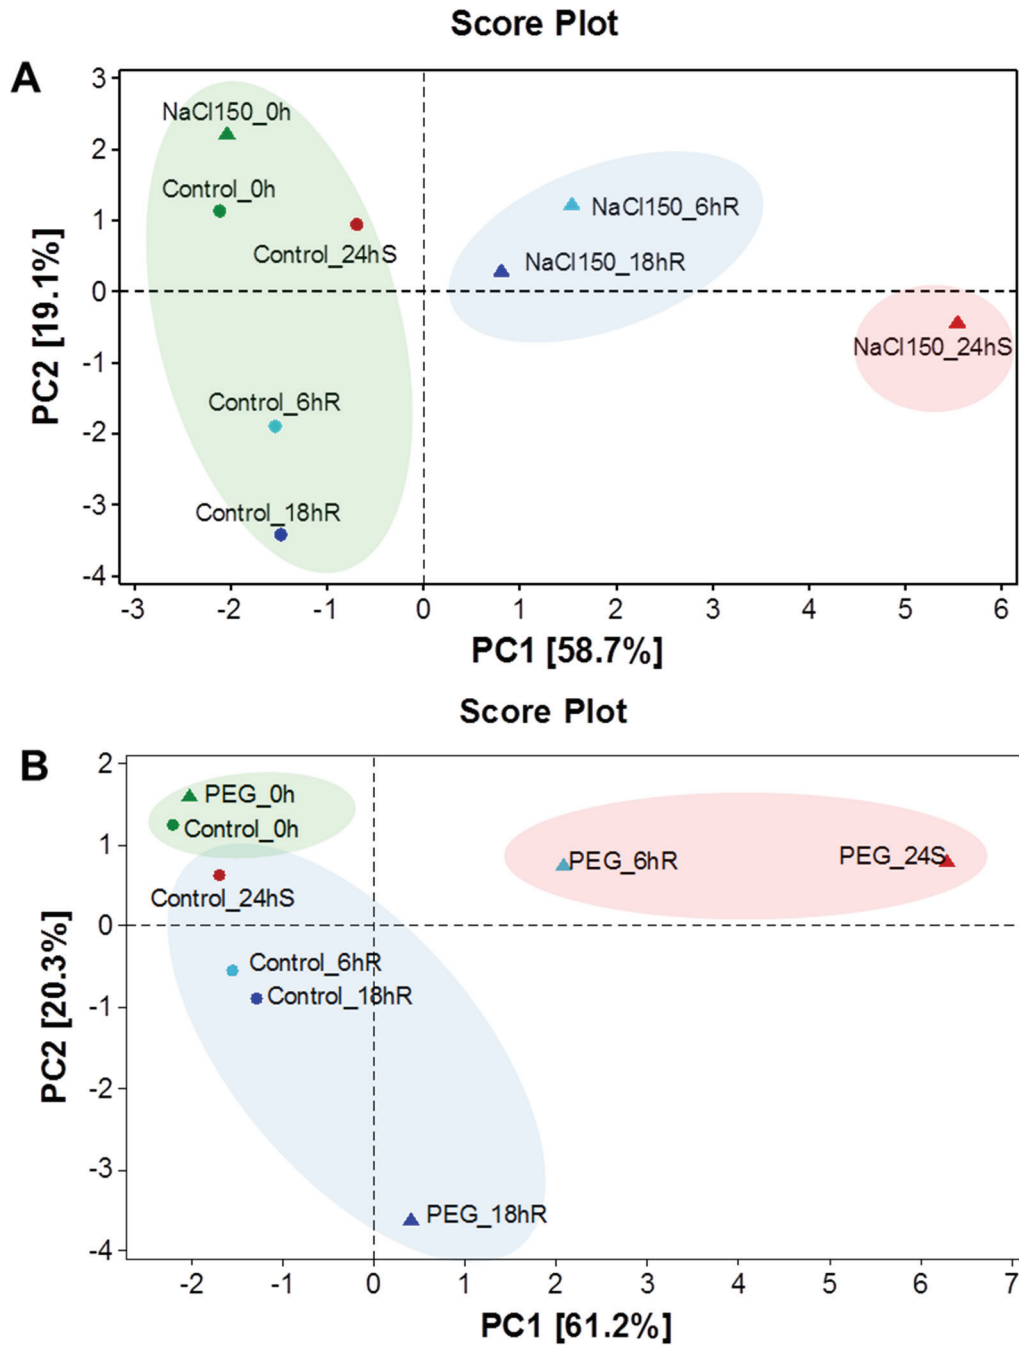 Score Plot
A
3
NaCl150_0h
2
Control_0h
1
NaCl150_6hR
Control_24hS
NaCl150_18hR
0
NaCl150_24hS
-1
Control_6hR
-2
-3
Control_18hR
-4
PC2 [19.1%]
-3 -2 -1 0 1 2 3 4 5 6
PC1 [58.7%]
Score Plot
B
2
PEG_0h
Control_0h
1
PEG_6hR
PEG_24S
Control_24hS
0
Control_6hR
Control_18hR
-1
-2
-3
PEG_18hR
-4
PC2 [20.3%]
-2 -1 0 1 2 3 4 5 6 7
PC1 [61.2%]